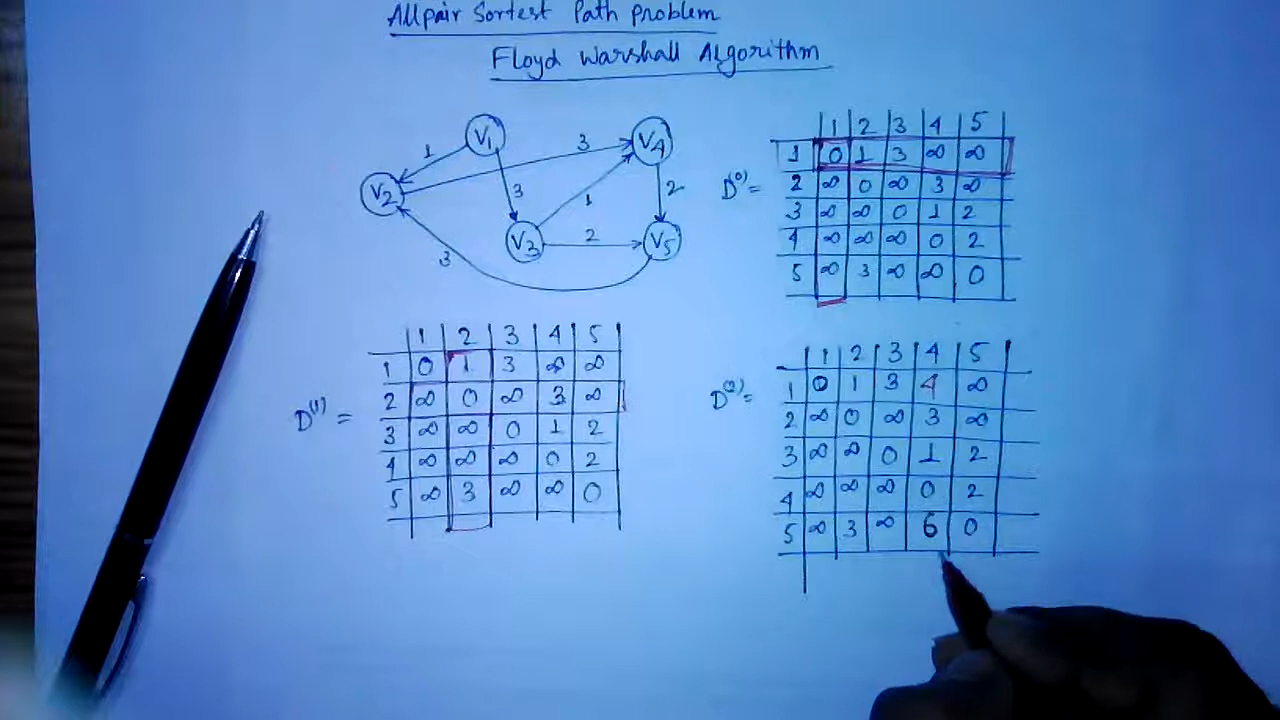 Allpair Sortest Path problem
Floyd Warshall Algorithm
V1
V2
V3
V4
V5
1
3
3
1
2
2
3
D(0) =
1 2 3 4 5
1 0 1 3 ∞ ∞
2 ∞ 0 ∞ 3 ∞
3 ∞ ∞ 0 1 2
4 ∞ ∞ ∞ 0 2
5 ∞ 3 ∞ ∞ 0
D(1) =
1 2 3 4 5
1 0 1 3 ∞ ∞
2 ∞ 0 ∞ 3 ∞
3 ∞ ∞ 0 1 2
4 ∞ ∞ ∞ 0 2
5 ∞ 3 ∞ ∞ 0
D(2) =
1 2 3 4 5
1 0 1 3 4 ∞
2 ∞ 0 ∞ 3 ∞
3 ∞ ∞ 0 1 2
4 ∞ ∞ ∞ 0 2
5 ∞ 3 ∞ 6 0